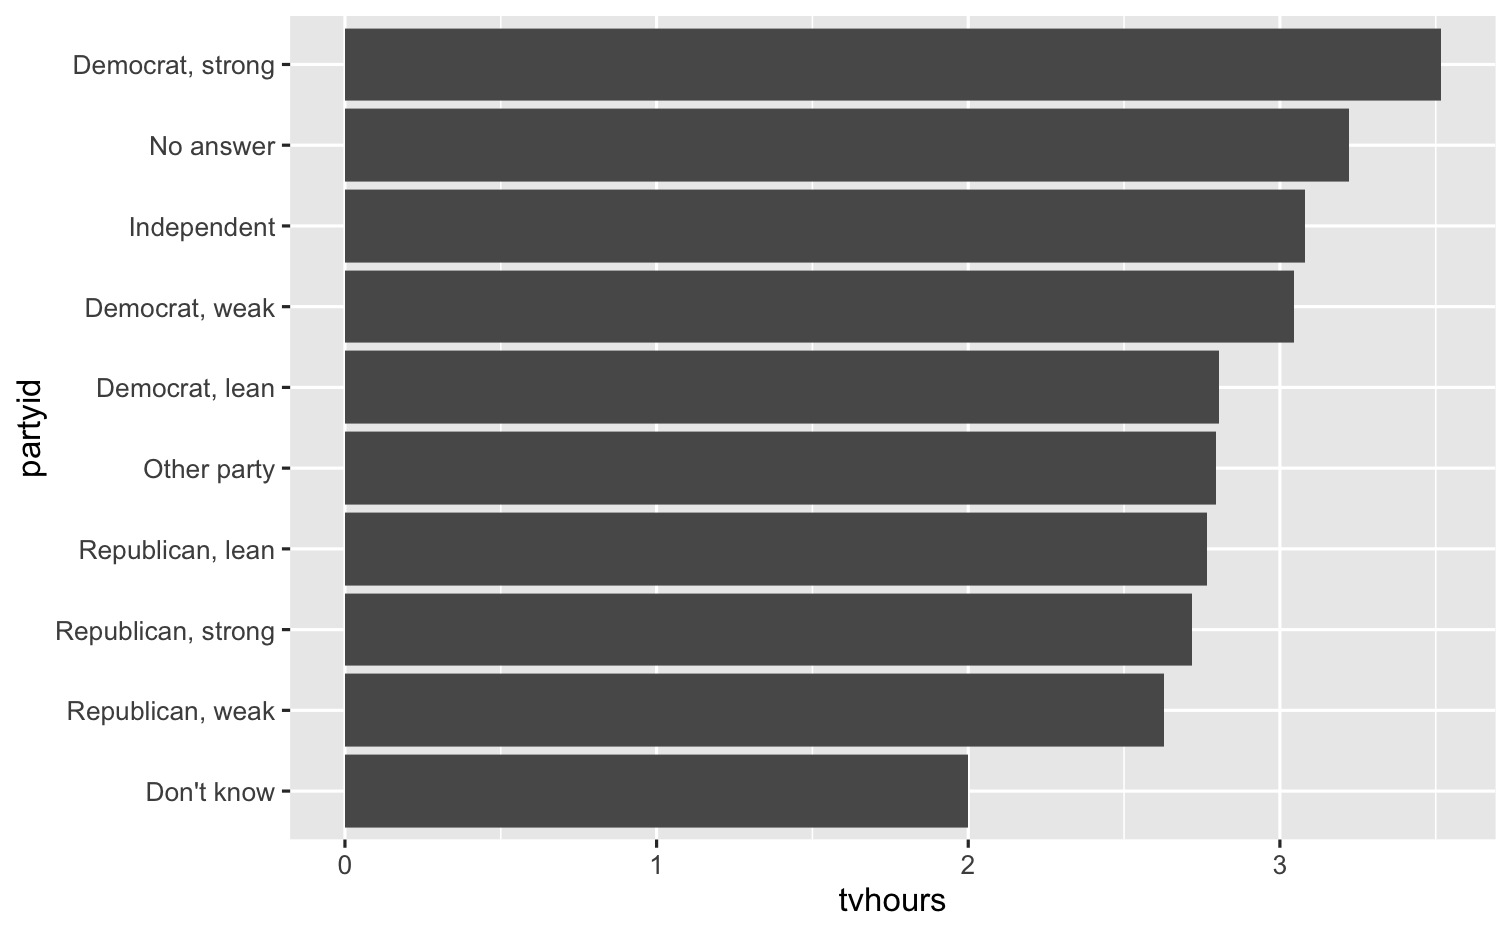 Democrat, strong
No answer
Independent
Democrat, weak
Democrat, lean
Other party
Republican, lean
Republican, strong
Republican, weak
Don't know
partyid
0 1 2 3
tvhours